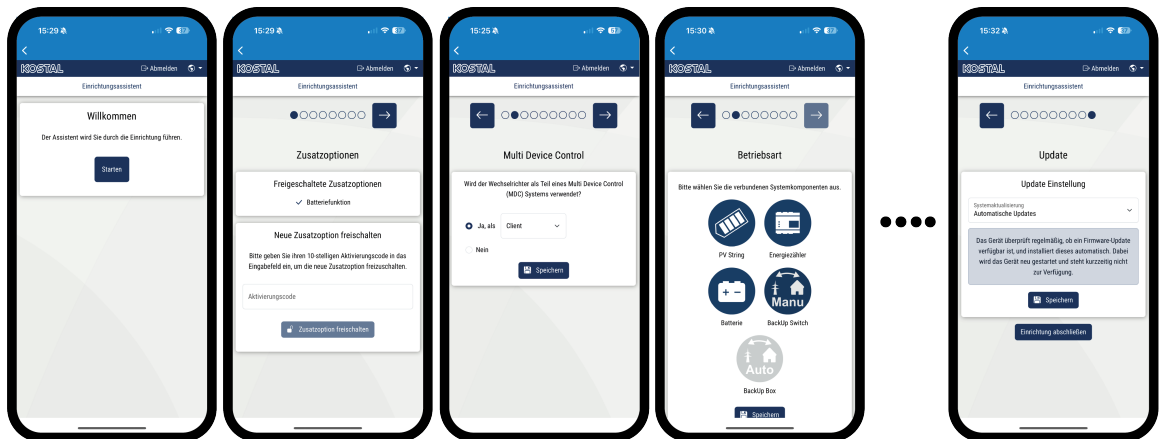 15:29
37
KOSTAL
Abmelden
Einrichtungsassistent
Willkommen
Der Assistent wird Sie durch die Einrichtung führen.
Starten
15:29
37
KOSTAL
Abmelden
Einrichtungsassistent
Zusatzoptionen
Freigeschaltete Zusatzoptionen
Batteriefunktion
Neue Zusatzoption freischalten
Bitte geben Sie ihren 10-stelligen Aktivierungscode in das
Eingabefeld ein, um die neue Zusatzoption freizuschalten.
Aktivierungscode
Zusatzoption freischalten
15:25
KOSTAL
Abmelden
Einrichtungsassistent
Multi Device Control
Wird der Wechselrichter als Teil eines Multi Device Control
(MDC) Systems verwendet?
Ja, als
Client
Nein
Speichern
15:30
37
KOSTAL
Abmelden
Einrichtungsassistent
Betriebsart
Bitte wählen Sie die verbundenen Systemkomponenten aus.
PV String
Energiezähler
Manu
Batterie
BackUp Switch
Auto
BackUp Box
Speichern
15:32
37
KOSTAL
Abmelden
Einrichtungsassistent
Update
Update Einstellung
Systemaktualisierung
Automatische Updates
Das Gerät überprüft regelmäßig, ob ein Firmware-Update
verfügbar ist, und installiert dieses automatisch. Dabei
wird das Gerät neu gestartet und steht kurzzeitig nicht
zur Verfügung.
Speichern
Einrichtung abschließen